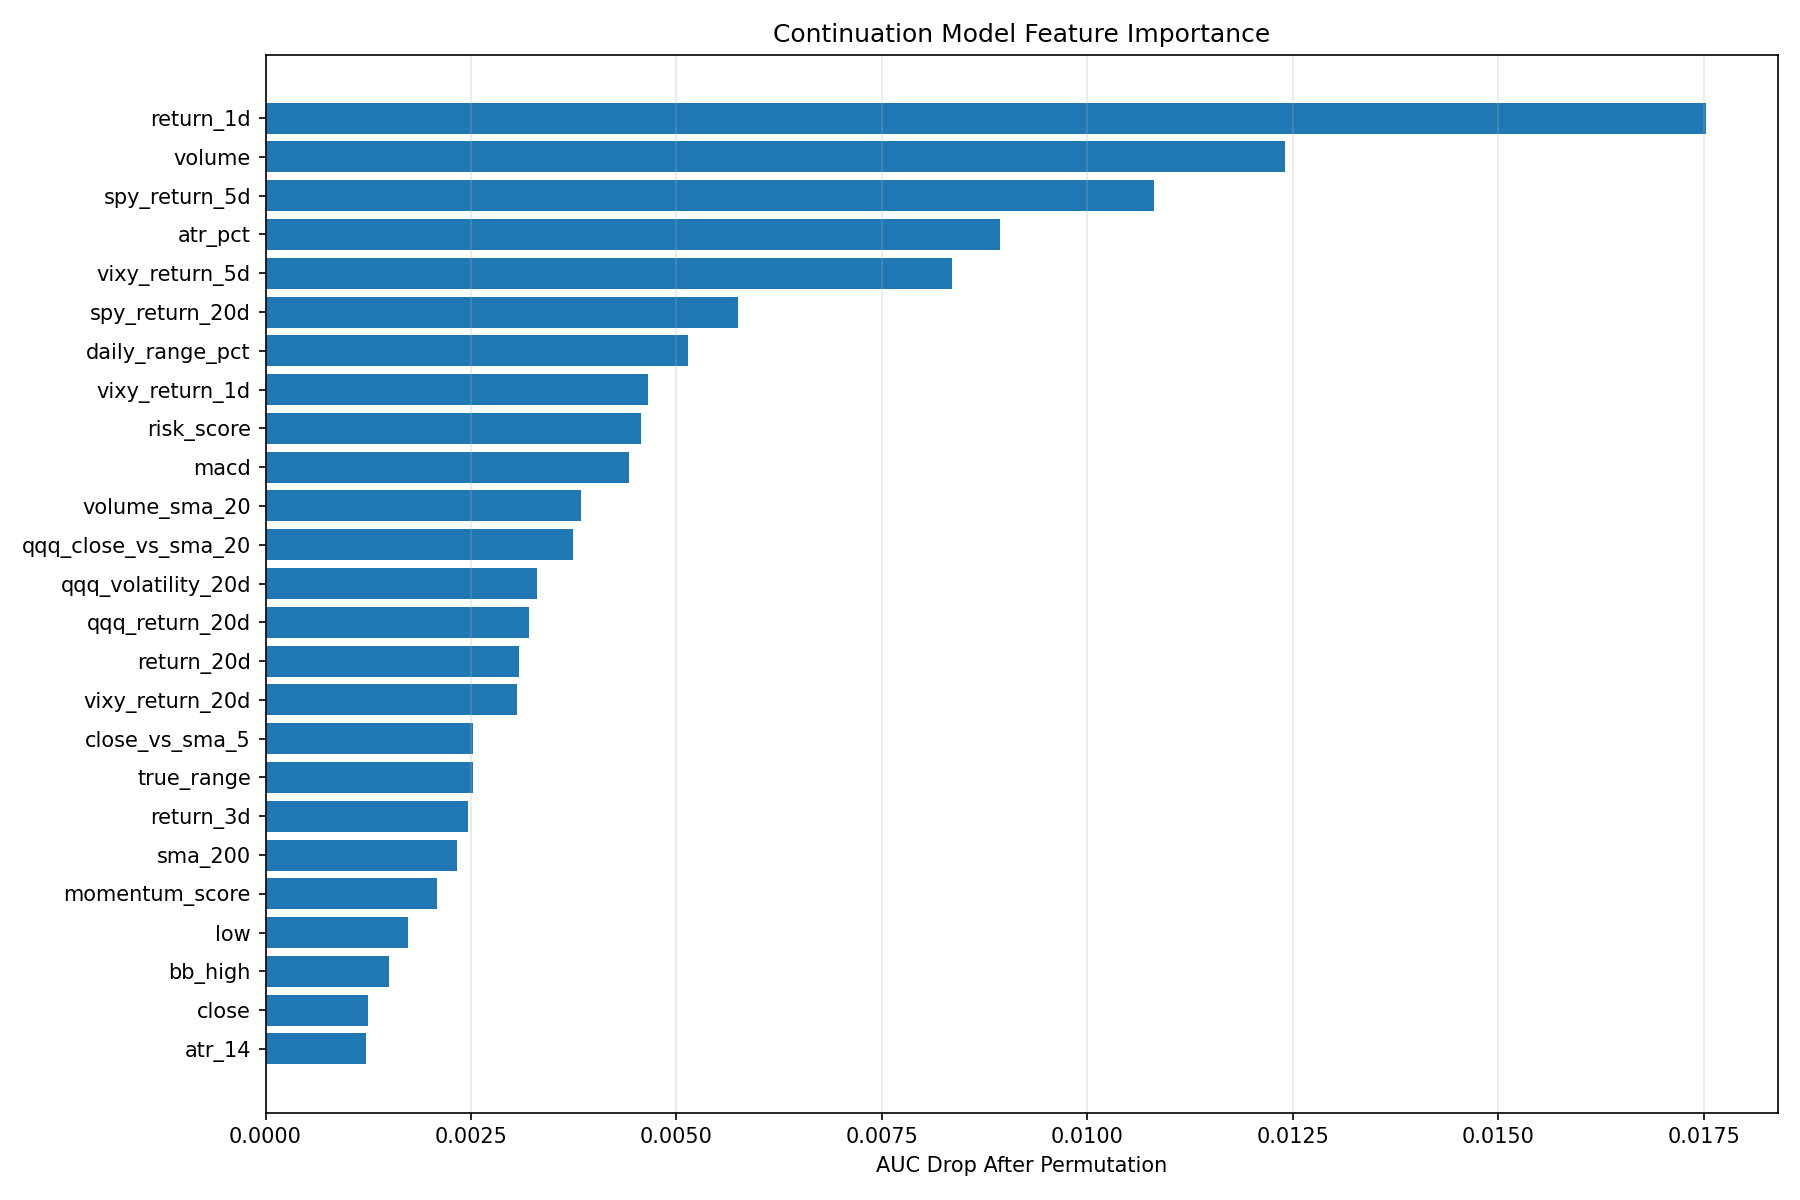 Continuation Model Feature Importance
return_1d
volume
spy_return_5d
atr_pct
vixy_return_5d
spy_return_20d
daily_range_pct
vixy_return_1d
risk_score
macd
volume_sma_20
qqq_close_vs_sma_20
qqq_volatility_20d
qqq_return_20d
return_20d
vixy_return_20d
close_vs_sma_5
true_range
return_3d
sma_200
momentum_score
low
bb_high
close
atr_14
0.0000 0.0025 0.0050 0.0075 0.0100 0.0125 0.0150 0.0175
AUC Drop After Permutation